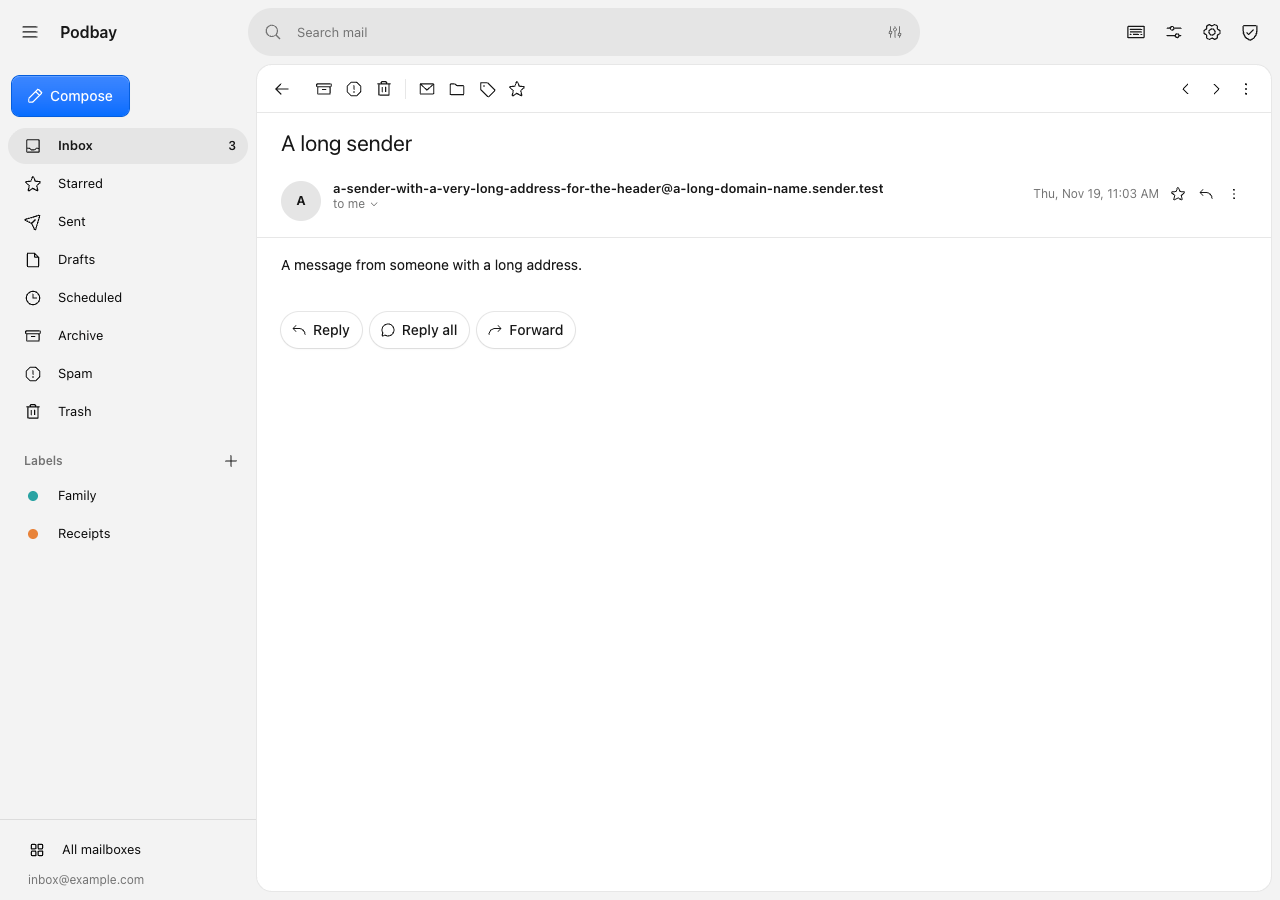 Podbay
Search mail
Compose
Inbox 3
Starred
Sent
Drafts
Scheduled
Archive
Spam
Trash
Labels
Family
Receipts
All mailboxes
inbox@example.com
A long sender
A
a-sender-with-a-very-long-address-for-the-header@a-long-domain-name.sender.test
to me
Thu, Nov 19, 11:03 AM
A message from someone with a long address.
Reply
Reply all
Forward